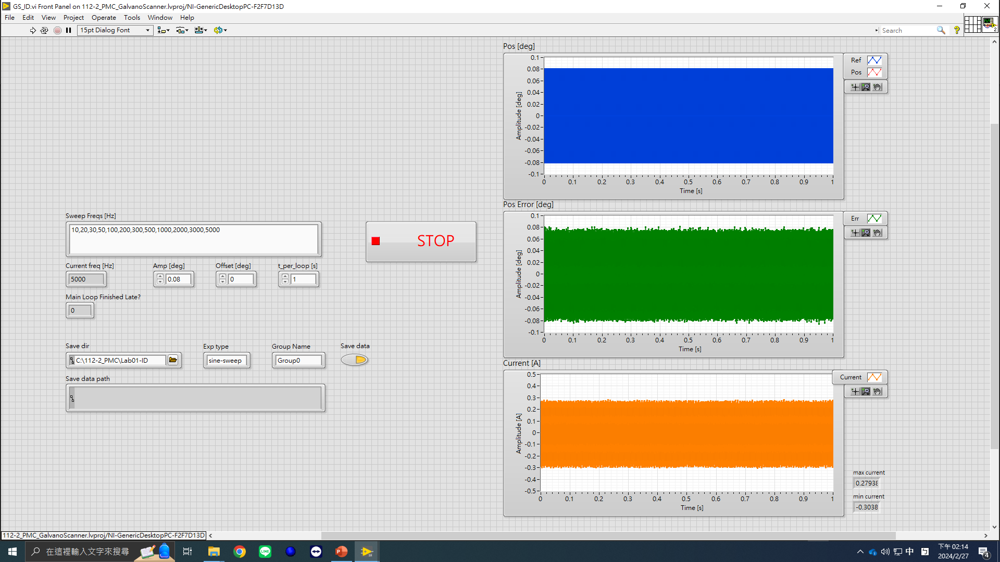 GS_ID.vi Front Panel on 112-2_PMC_GalvanoScanner.lvproj/NI-GenericDesktopPC-F2F7D13D
File Edit View Project Operate Tools Window Help
15pt Dialog Font
Search
2
Sweep Freqs [Hz]
10,20,30,50,100,200,300,500,1000,2000,3000,5000
STOP
Current freq [Hz] Amp [deg] Offset [deg] t_per_loop [s]
5000 0.08 0 1
Main Loop Finished Late?
0
Save dir Exp type Group Name Save data
C:\112-2_PMC\Lab01-ID sine-sweep Group0
Save data path
Pos [deg]
Amplitude [deg]
0.1
0.08
0.06
0.04
0.02
0
-0.02
-0.04
-0.06
-0.08
-0.1
0 0.1 0.2 0.3 0.4 0.5 0.6 0.7 0.8 0.9 1
Time [s]
Ref
Pos
Pos Error [deg]
Amplitude [deg]
0.1
0.08
0.06
0.04
0.02
0
-0.02
-0.04
-0.06
-0.08
-0.1
0 0.1 0.2 0.3 0.4 0.5 0.6 0.7 0.8 0.9 1
Time [s]
Err
Current [A]
Amplitude [A]
0.5
0.4
0.3
0.2
0.1
0
-0.1
-0.2
-0.3
-0.4
-0.5
0 0.1 0.2 0.3 0.4 0.5 0.6 0.7 0.8 0.9 1
Time [s]
Current
max current
0.27938
min current
-0.3038
112-2_PMC_GalvanoScanner.lvproj/NI-GenericDesktopPC-F2F7D13D
在這裡輸入文字來搜尋
LINE
中
下午 02:14
2024/2/27
4